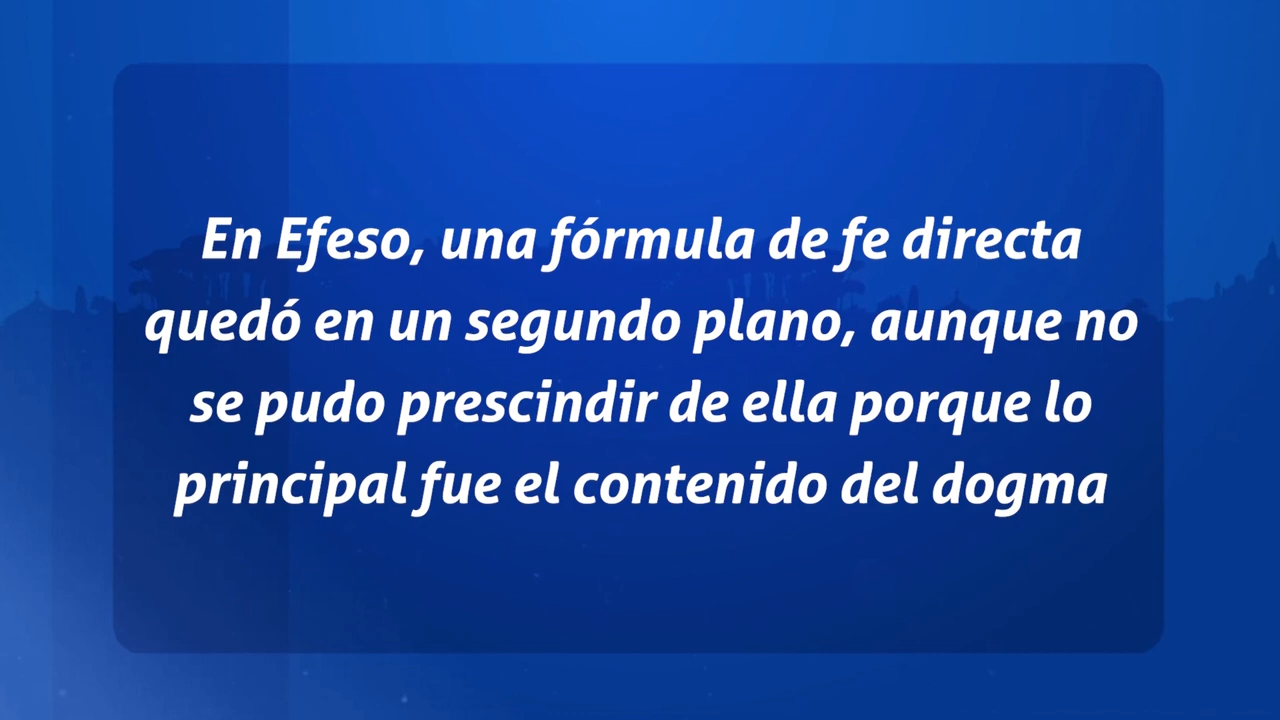 En Efeso, una fórmula de fe directa
quedó en un segundo plano, aunque no
se pudo prescindir de ella porque lo
principal fue el contenido del dogma